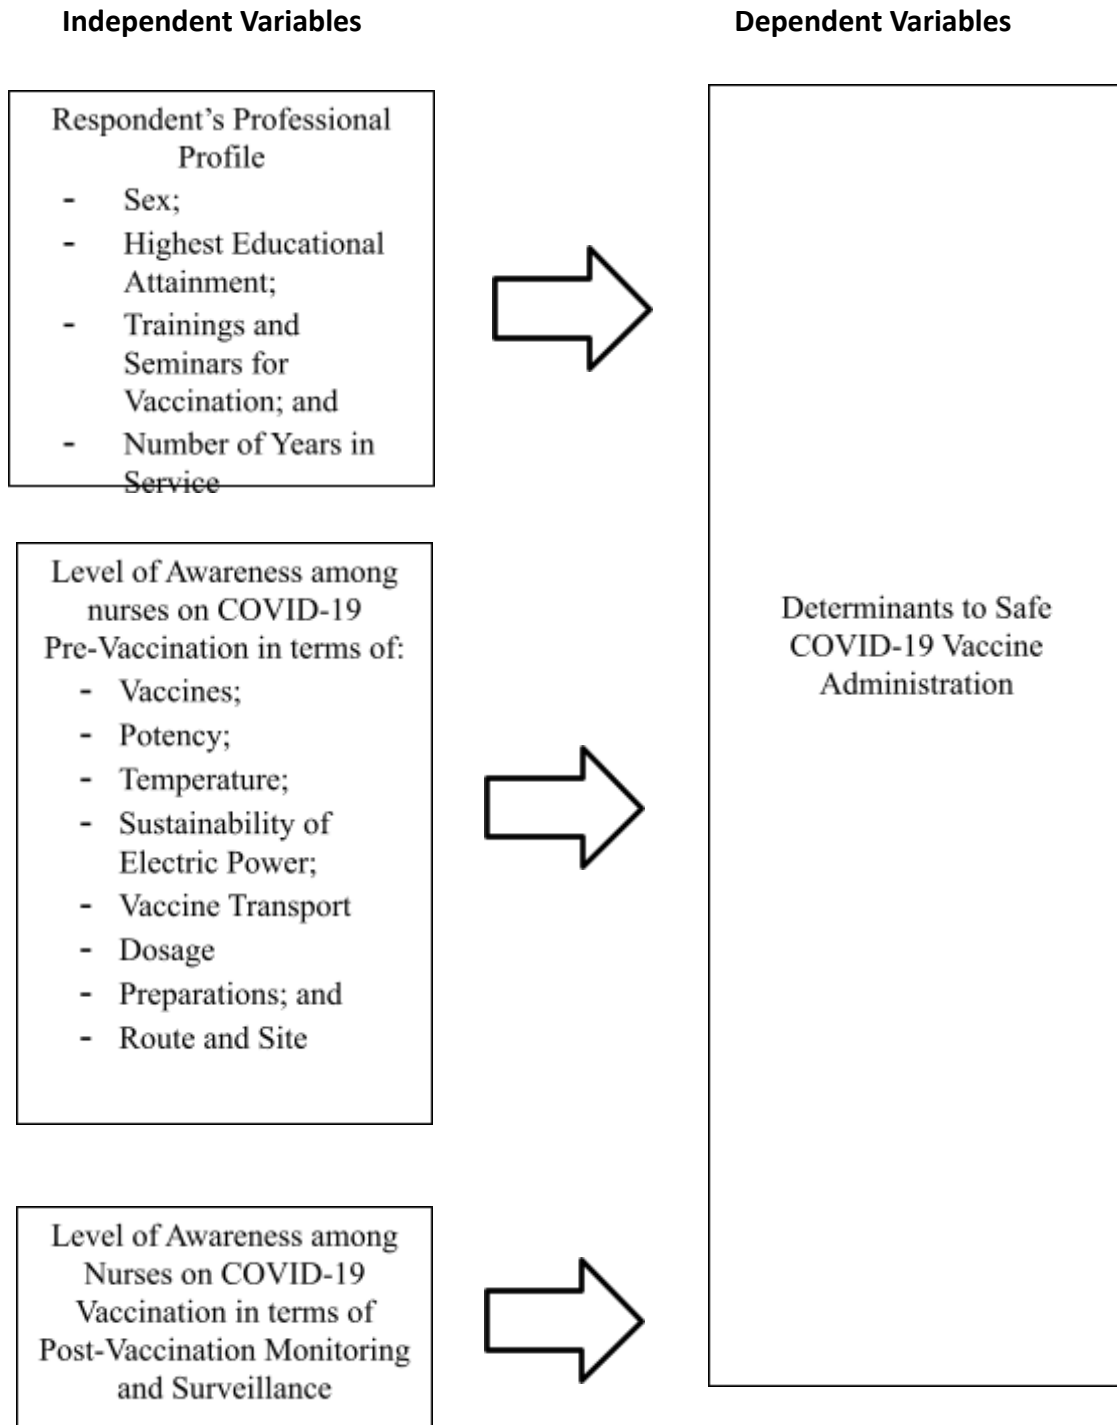 Independent Variables
Dependent Variables
Respondent’s Professional
Profile
- Sex;
- Highest Educational
Attainment;
- Trainings and
Seminars for
Vaccination; and
- Number of Years in
Service
Level of Awareness among
nurses on COVID-19
Pre-Vaccination in terms of:
- Vaccines;
- Potency;
- Temperature;
- Sustainability of
Electric Power;
- Vaccine Transport
- Dosage
- Preparations; and
- Route and Site
Level of Awareness among
Nurses on COVID-19
Vaccination in terms of
Post-Vaccination Monitoring
and Surveillance
Determinants to Safe
COVID-19 Vaccine
Administration